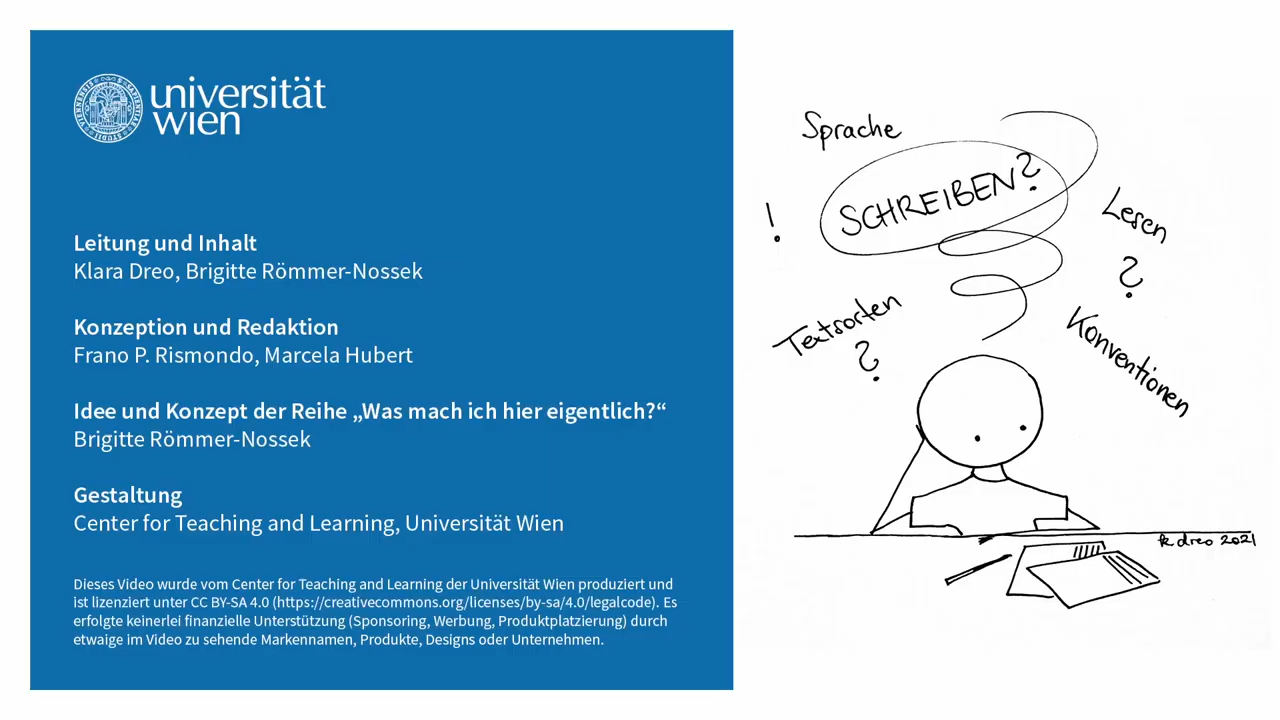 universität
wien
Leitung und Inhalt
Klara Dreo, Brigitte Römmer-Nossek
Konzeption und Redaktion
Frano P. Rismondo, Marcela Hubert
Idee und Konzept der Reihe „Was mach ich hier eigentlich?“
Brigitte Römmer-Nossek
Gestaltung
Center for Teaching and Learning, Universität Wien
Dieses Video wurde vom Center for Teaching and Learning der Universität Wien produziert und
ist lizenziert unter CC BY-SA 4.0 (https://creativecommons.org/licenses/by-sa/4.0/legalcode). Es
erfolgte keinerlei finanzielle Unterstützung (Sponsoring, Werbung, Produktplatzierung) durch
etwaige im Video zu sehende Markennamen, Produkte, Designs oder Unternehmen.
Sprache
SCHREIBEN?
!
Lesen
?
Textsorten
?
Konventionen
k dreo 2021